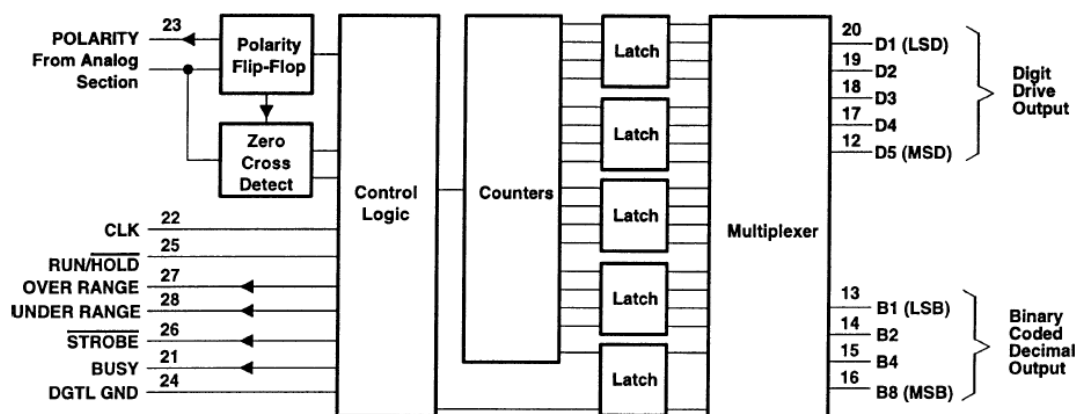 23
POLARITY
From Analog
Section
Polarity
Flip-Flop
Zero
Cross
Detect
22
CLK
25
RUN/HOLD
27
OVER RANGE
28
UNDER RANGE
26
STROBE
21
BUSY
24
DGTL GND
Control
Logic
Counters
Latch
Latch
Latch
Latch
Latch
Multiplexer
20
D1 (LSD)
19
D2
18
D3
17
D4
12
D5 (MSD)
Digit
Drive
Output
13
B1 (LSB)
14
B2
15
B4
16
B8 (MSB)
Binary
Coded
Decimal
Output